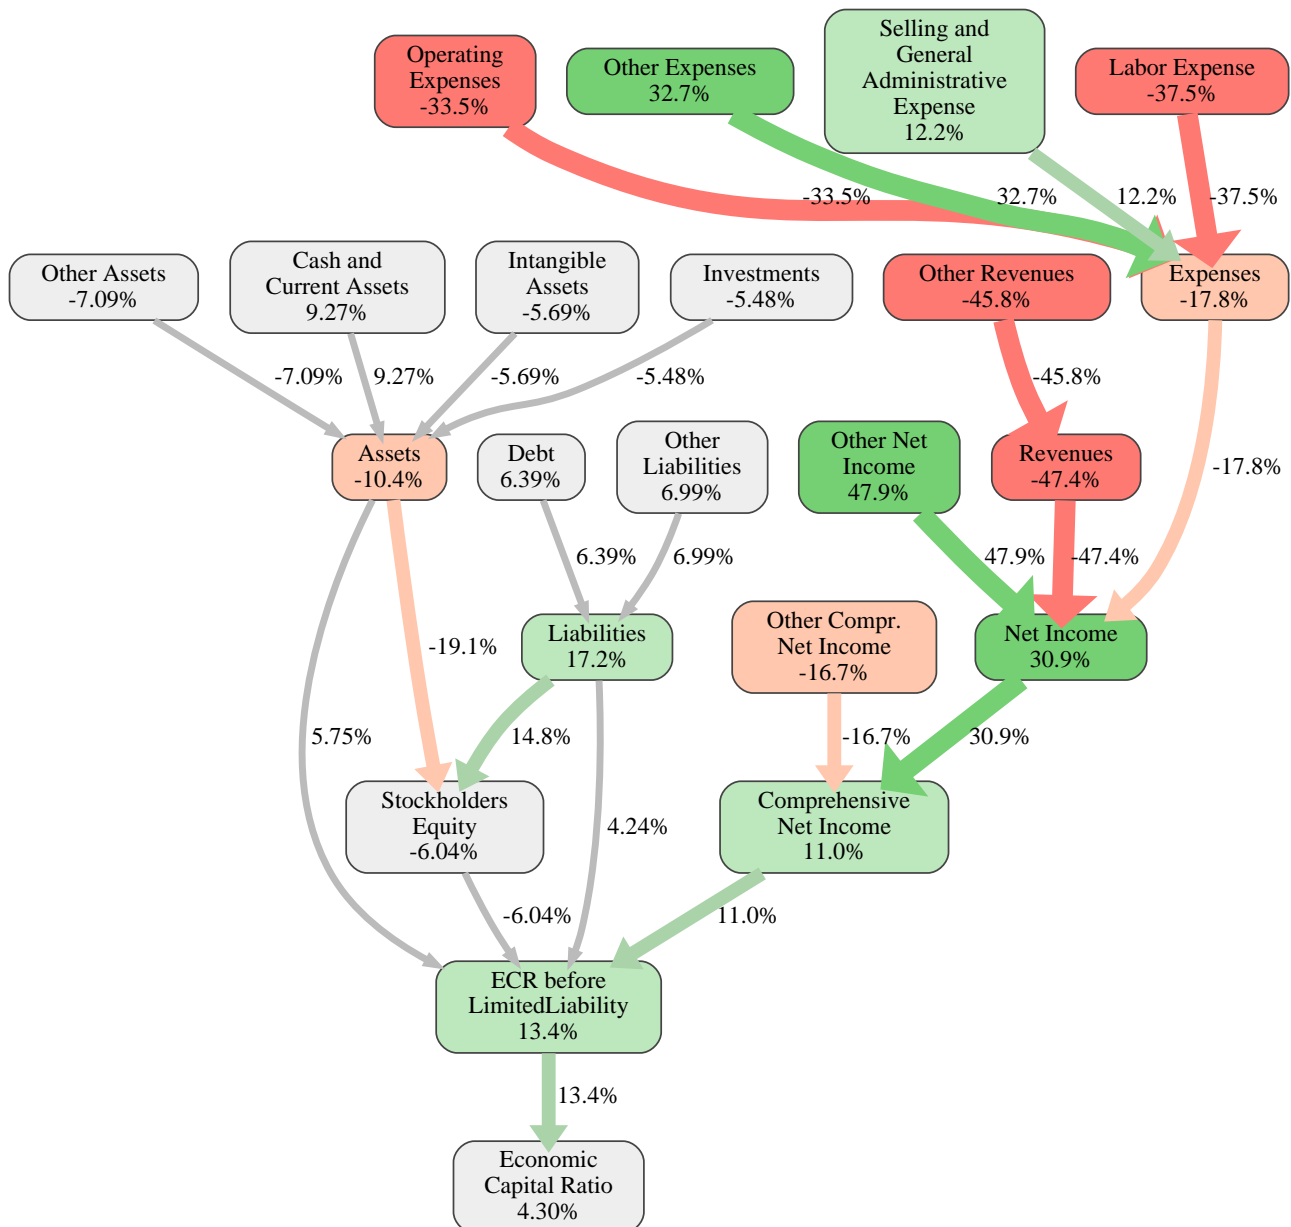 Operating
Expenses
-33.5%
Other Expenses
32.7%
Selling and
General
Administrative
Expense
12.2%
Labor Expense
-37.5%
-33.5%
32.7%
12.2%
-37.5%
Other Assets
-7.09%
Cash and
Current Assets
9.27%
Intangible
Assets
-5.69%
Investments
-5.48%
Other Revenues
-45.8%
Expenses
-17.8%
-7.09%
9.27%
-5.69%
-5.48%
-45.8%
-17.8%
Assets
-10.4%
Debt
6.39%
Other
Liabilities
6.99%
Other Net
Income
47.9%
Revenues
-47.4%
6.39%
6.99%
47.9%
-47.4%
Liabilities
17.2%
Other Compr.
Net Income
-16.7%
Net Income
30.9%
-19.1%
5.75%
14.8%
-16.7%
30.9%
Stockholders
Equity
-6.04%
4.24%
Comprehensive
Net Income
11.0%
-6.04%
11.0%
ECR before
LimitedLiability
13.4%
13.4%
Economic
Capital Ratio
4.30%